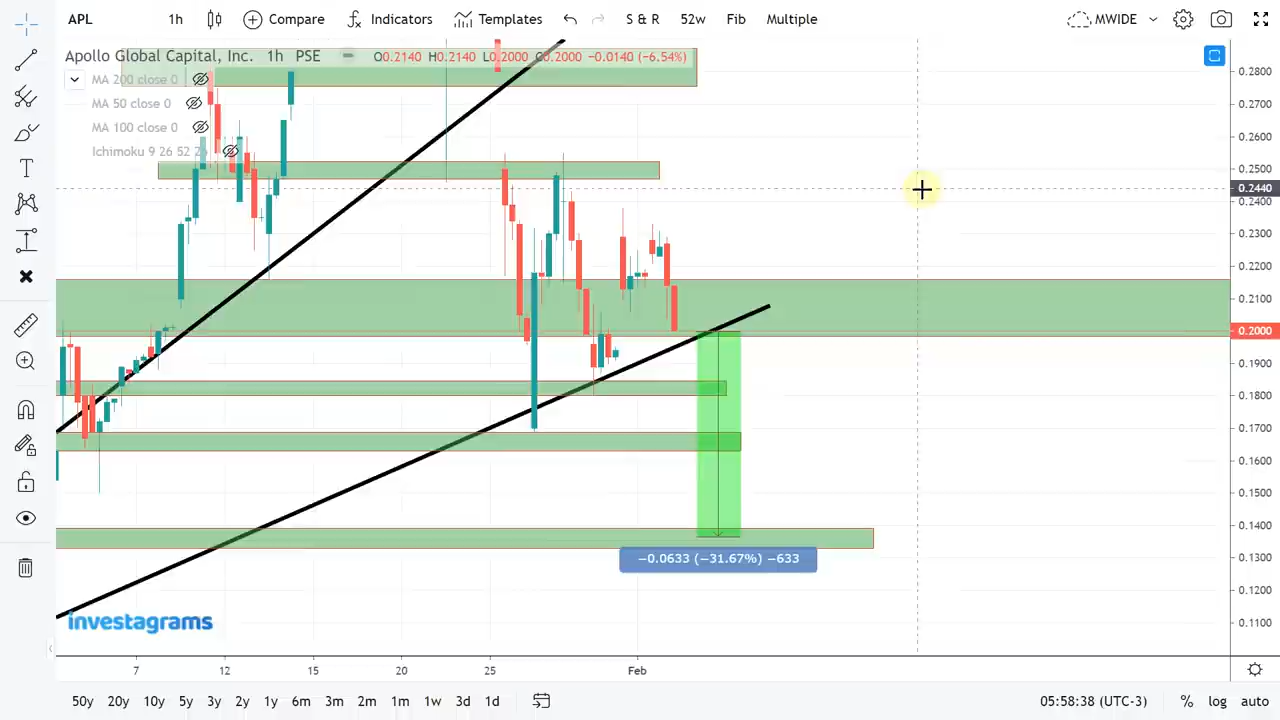 APL 1h Compare Indicators Templates S & R 52w Fib Multiple MWIDE
Apollo Global Capital, Inc. 1h PSE O0.2140 H0.2140 L0.2000 C0.2000 −0.0140 (−6.54%)
MA 200 close 0
MA 50 close 0
MA 100 close 0
Ichimoku 9 26 52 26
0.2800
0.2700
0.2600
0.2500
0.2440
0.2400
0.2300
0.2200
0.2100
0.2000
0.1900
0.1800
0.1700
0.1600
0.1500
0.1400
0.1300
0.1200
0.1100
−0.0633 (−31.67%) −633
investagrams
7 12 15 20 25 Feb
50y 20y 10y 5y 3y 2y 1y 6m 3m 2m 1m 1w 3d 1d 05:58:38 (UTC-3) % log auto